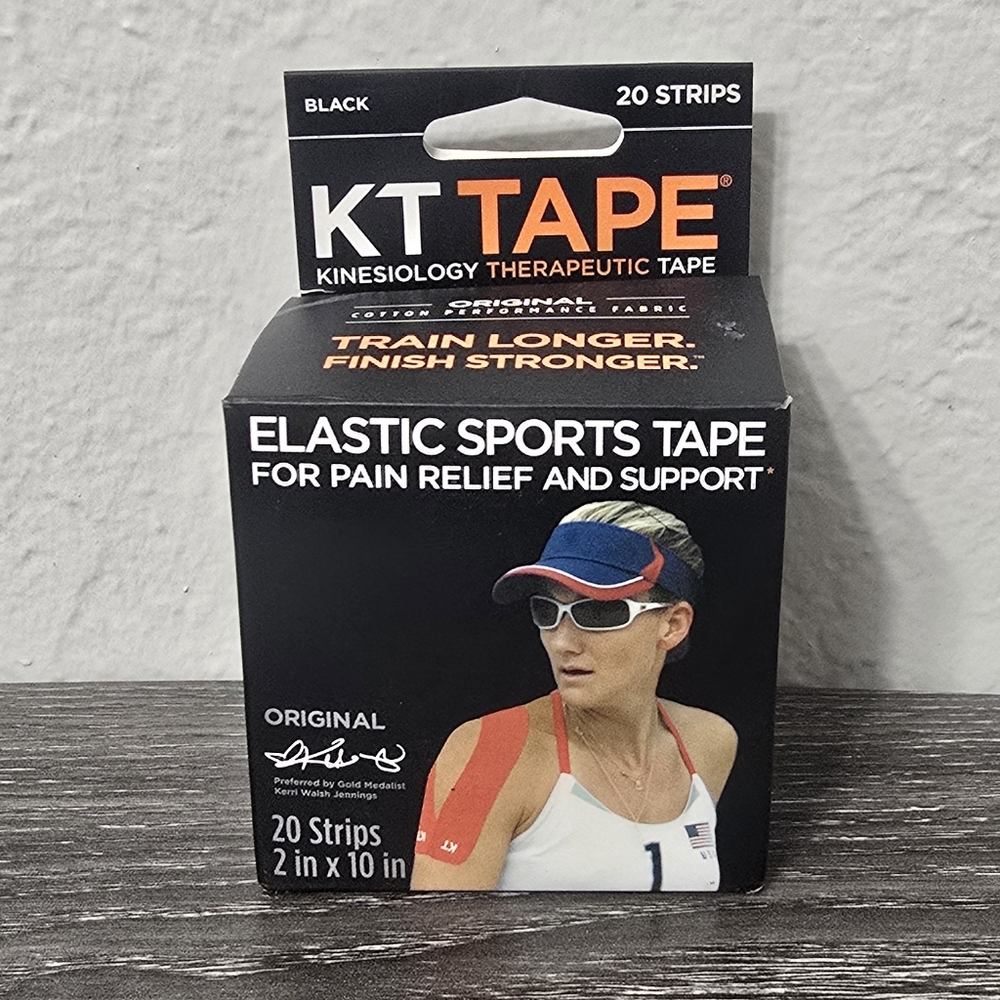 BLACK
20 STRIPS
KT TAPE®
KINESIOLOGY THERAPEUTIC TAPE
ORIGINAL
COTTON PERFORMANCE FABRIC
TRAIN LONGER.
FINISH STRONGER.™
ELASTIC SPORTS TAPE
FOR PAIN RELIEF AND SUPPORT*
ORIGINAL
Preferred by Gold Medalist
Kerri Walsh Jennings
20 Strips
2 in x 10 in
KT
1